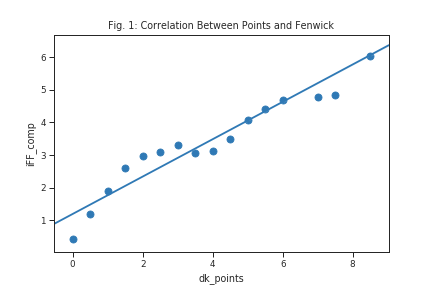 Fig. 1: Correlation Between Points and Fenwick
6
5
4
3
2
1
iFF_comp
0 2 4 6 8
dk_points